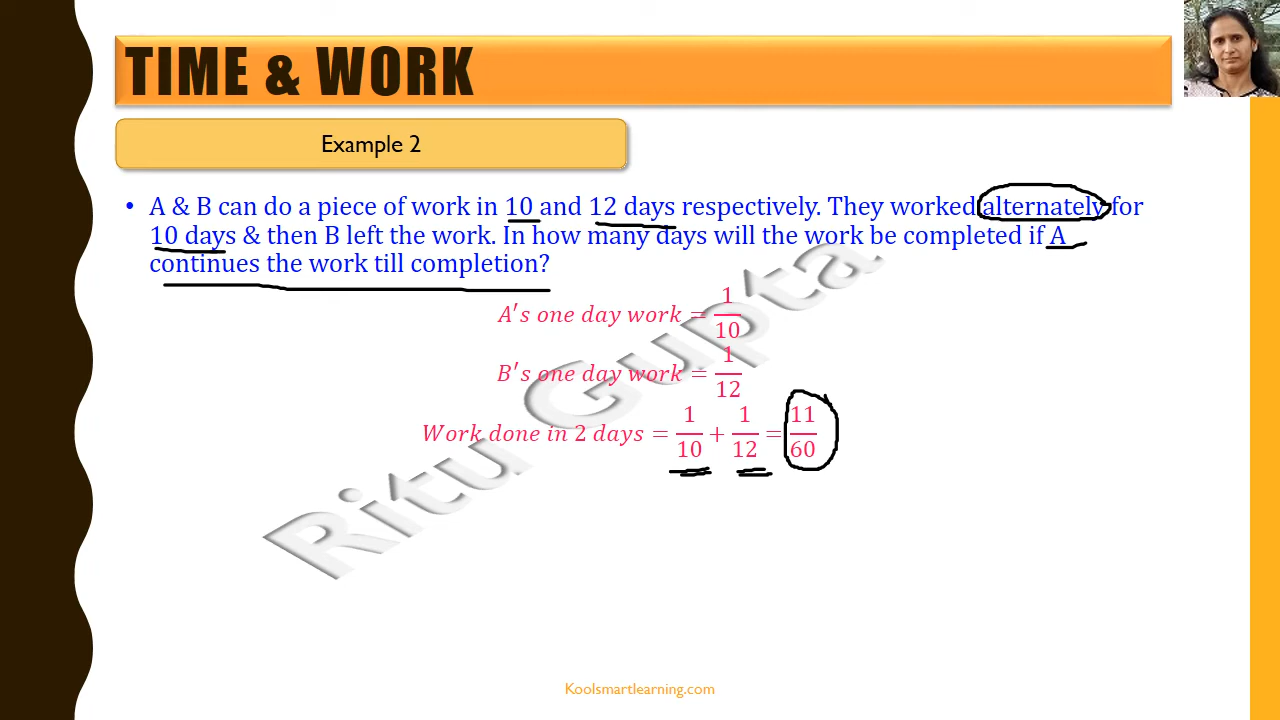 TIME & WORK
Example 2
• A & B can do a piece of work in 10 and 12 days respectively. They worked alternately for
10 days & then B left the work. In how many days will the work be completed if A
continues the work till completion?
A's one day work = 1/10
B's one day work = 1/12
Work done in 2 days = 1/10 + 1/12 = 11/60
Ritu Gupta
Koolsmartlearning.com